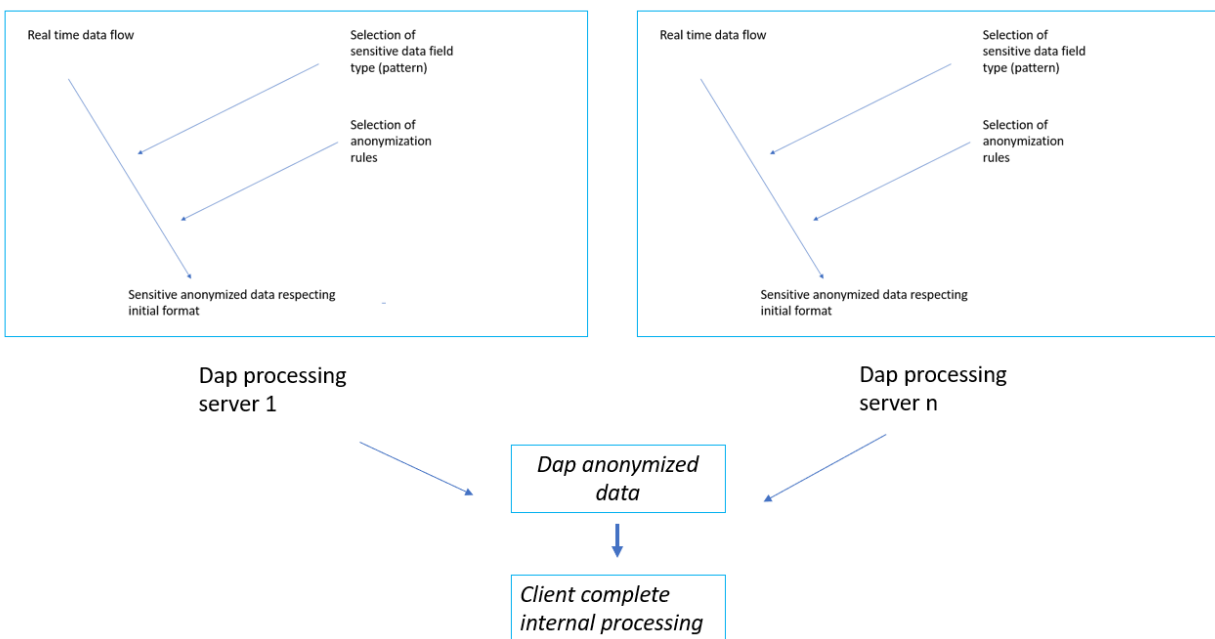 Real time data flow
Selection of
sensitive data field
type (pattern)
Selection of
anonymization
rules
Sensitive anonymized data respecting
initial format
Real time data flow
Selection of
sensitive data field
type (pattern)
Selection of
anonymization
rules
Sensitive anonymized data respecting
initial format
Dap processing
server 1
Dap processing
server n
Dap anonymized
data
Client complete
internal processing